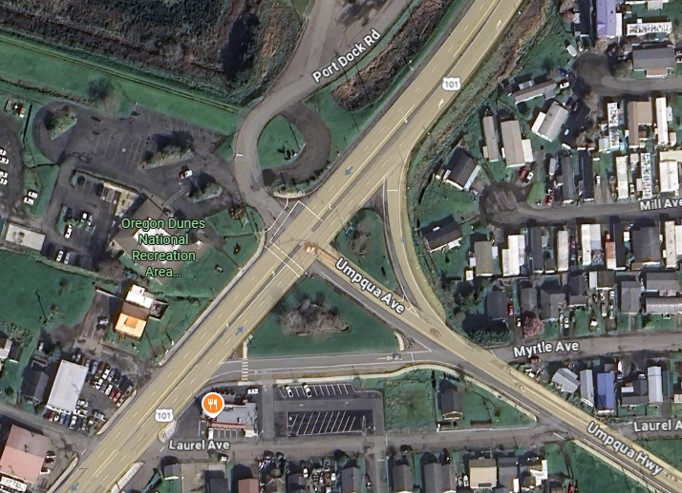 Port Dock Rd
101
Mill Ave
Oregon Dunes
National
Recreation
Area...
Umpqua Ave
Myrtle Ave
101
Laurel Ave
Laurel A
Umpqua Hwy